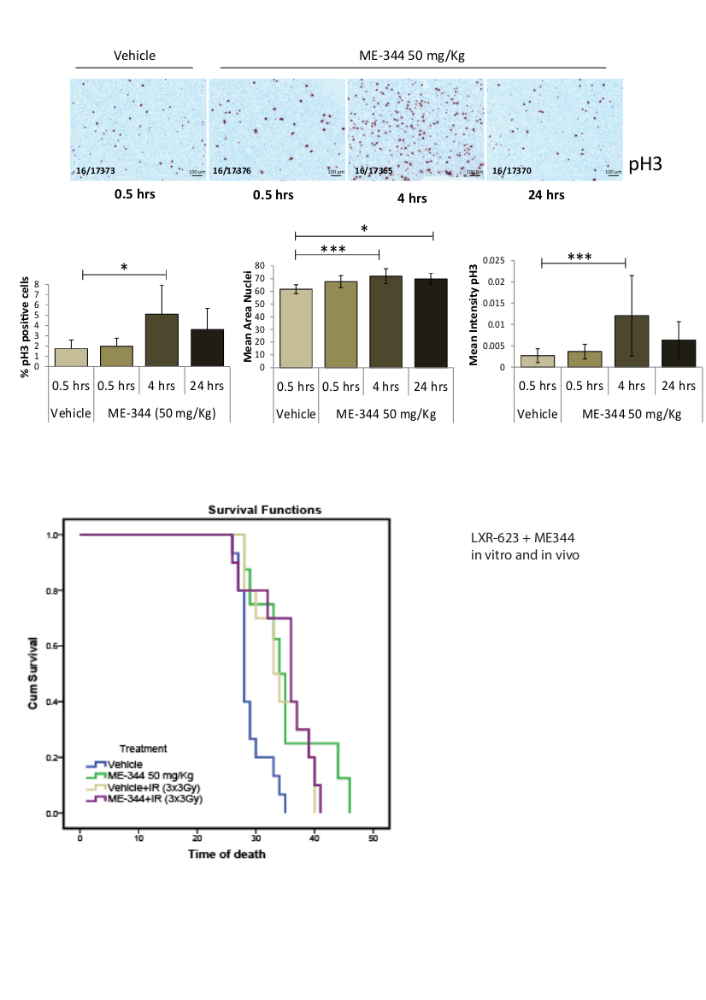 Vehicle
ME-344 50 mg/Kg
16/17373
100 µm
16/17376
100 µm
16/17365
100 µm
16/17370
100 µm
pH3
0.5 hrs
0.5 hrs
4 hrs
24 hrs
% pH3 positive cells
8
7
6
5
4
3
2
1
0
*
0.5 hrs
0.5 hrs
4 hrs
24 hrs
Vehicle
ME-344 (50 mg/Kg)
Mean Area Nuclei
80
70
60
50
40
30
20
10
0
*
***
0.5 hrs
0.5 hrs
4 hrs
24 hrs
Vehicle
ME-344 50 mg/Kg
Mean Intensity pH3
0.025
0.02
0.015
0.01
0.005
0
***
0.5 hrs
0.5 hrs
4 hrs
24 hrs
Vehicle
ME-344 50 mg/Kg
Survival Functions
Cum Survival
1.0
0.8
0.6
0.4
0.2
0.0
Treatment
Vehicle
ME-344 50 mg/Kg
Vehicle+IR (3x3Gy)
ME-344+IR (3x3Gy)
0
10
20
30
40
50
Time of death
LXR-623 + ME344
in vitro and in vivo